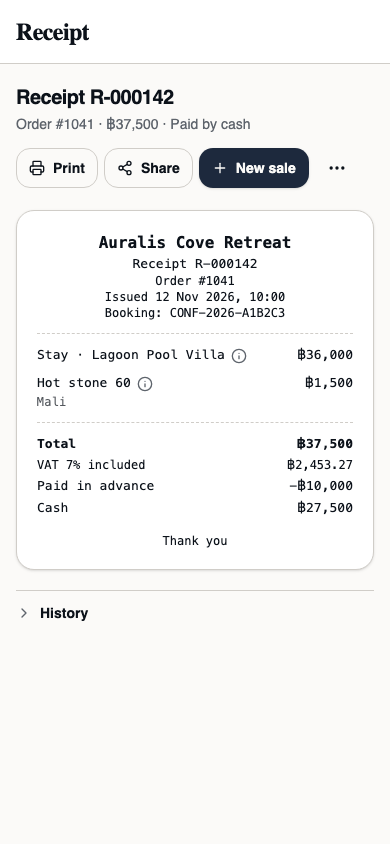 Receipt
Receipt R-000142
Order #1041 · ฿37,500 · Paid by cash
Print Share New sale
Auralis Cove Retreat
Receipt R-000142
Order #1041
Issued 12 Nov 2026, 10:00
Booking: CONF-2026-A1B2C3
Stay · Lagoon Pool Villa ฿36,000
Hot stone 60 ฿1,500
Mali
Total ฿37,500
VAT 7% included ฿2,453.27
Paid in advance −฿10,000
Cash ฿27,500
Thank you
History